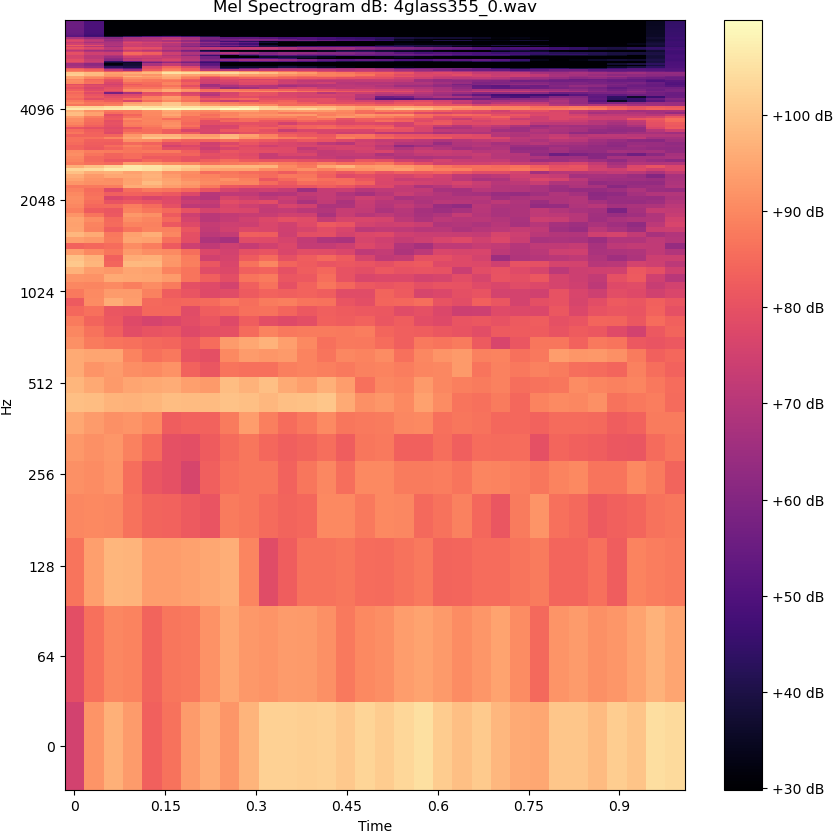 Mel Spectrogram dB: 4glass355_0.wav
4096
2048
1024
512
256
128
64
0
Hz
0
0.15
0.3
0.45
0.6
0.75
0.9
Time
+100 dB
+90 dB
+80 dB
+70 dB
+60 dB
+50 dB
+40 dB
+30 dB